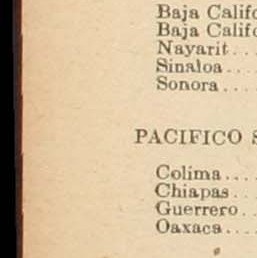 Baja Califo
Baja Califo
Nayarit...
Sinaloa....
Sonora....
PACIFICO S
Colima....
Chiapas..
Guerrero..
Oaxaca....